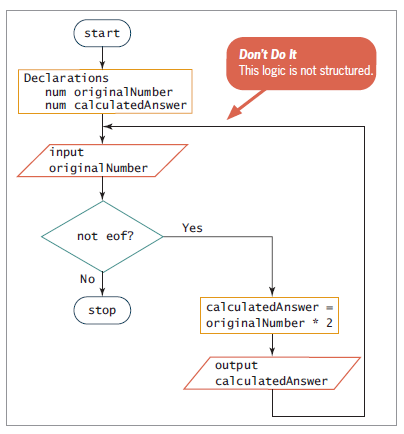 start
Don't Do It
This logic is not structured.
Declarations
num originalNumber
num calculatedAnswer
input
originalNumber
not eof?
Yes
No
stop
calculatedAnswer =
originalNumber * 2
output
calculatedAnswer